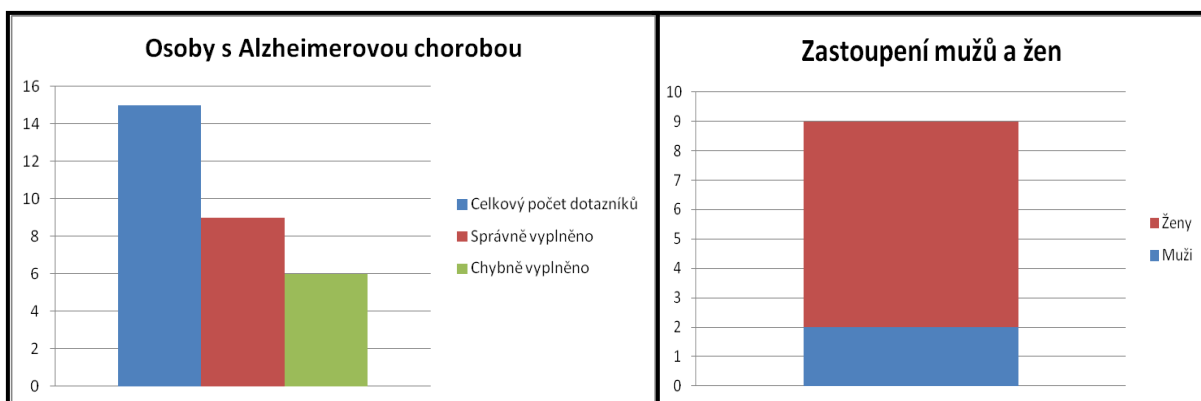 Osoby s Alzheimerovou chorobou
16
14
12
10
8
6
4
2
0
Celkový počet dotazníků
Správně vyplněno
Chybně vyplněno
Zastoupení mužů a žen
10
9
8
7
6
5
4
3
2
1
0
Ženy
Muži